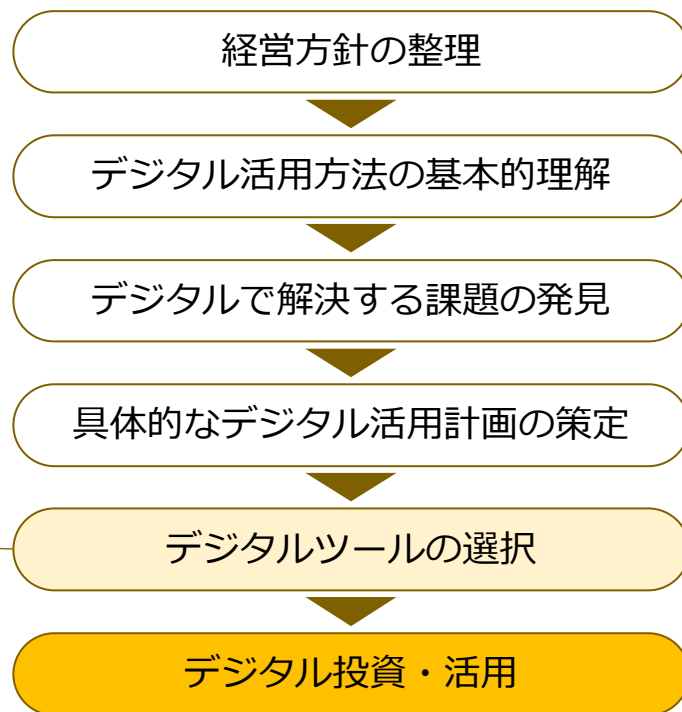 経営方針の整理
デジタル活用方法の基本的理解
デジタルで解決する課題の発見
具体的なデジタル活用計画の策定
デジタルツールの選択
デジタル投資・活用